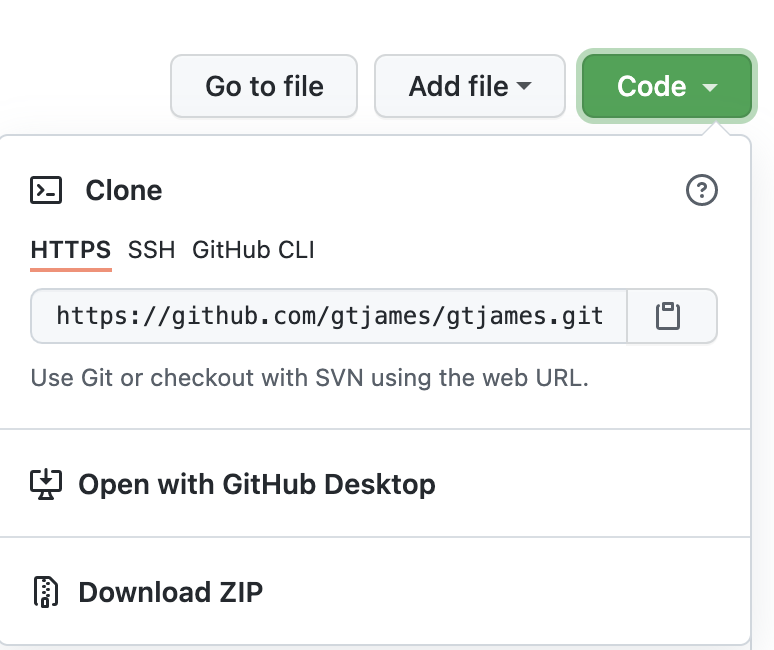 Go to file Add file Code
Clone
HTTPS SSH GitHub CLI
https://github.com/gtjames/gtjames.git
Use Git or checkout with SVN using the web URL.
Open with GitHub Desktop
Download ZIP